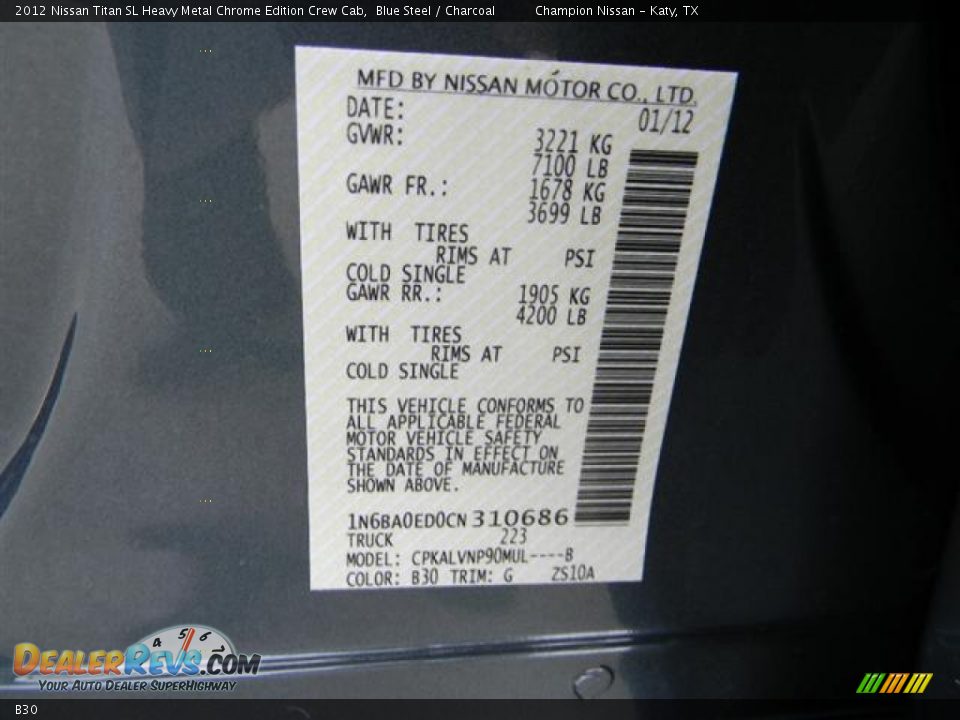 2012 Nissan Titan SL Heavy Metal Chrome Edition Crew Cab, Blue Steel / Charcoal Champion Nissan - Katy, TX
MFD BY NISSAN MOTOR CO., LTD.
DATE: 01/12
GVWR: 3221 KG
7100 LB
GAWR FR.: 1678 KG
3699 LB
WITH TIRES
RIMS AT PSI
COLD SINGLE
GAWR RR.: 1905 KG
4200 LB
WITH TIRES
RIMS AT PSI
COLD SINGLE
THIS VEHICLE CONFORMS TO
ALL APPLICABLE FEDERAL
MOTOR VEHICLE SAFETY
STANDARDS IN EFFECT ON
THE DATE OF MANUFACTURE
SHOWN ABOVE.
1N6BA0ED0CN310686
TRUCK 223
MODEL: CPKALVNP90MUL----B
COLOR: B30 TRIM: G ZS10A
4 5 6
DEALERREVS.COM
YOUR AUTO DEALER SUPERHIGHWAY
B30